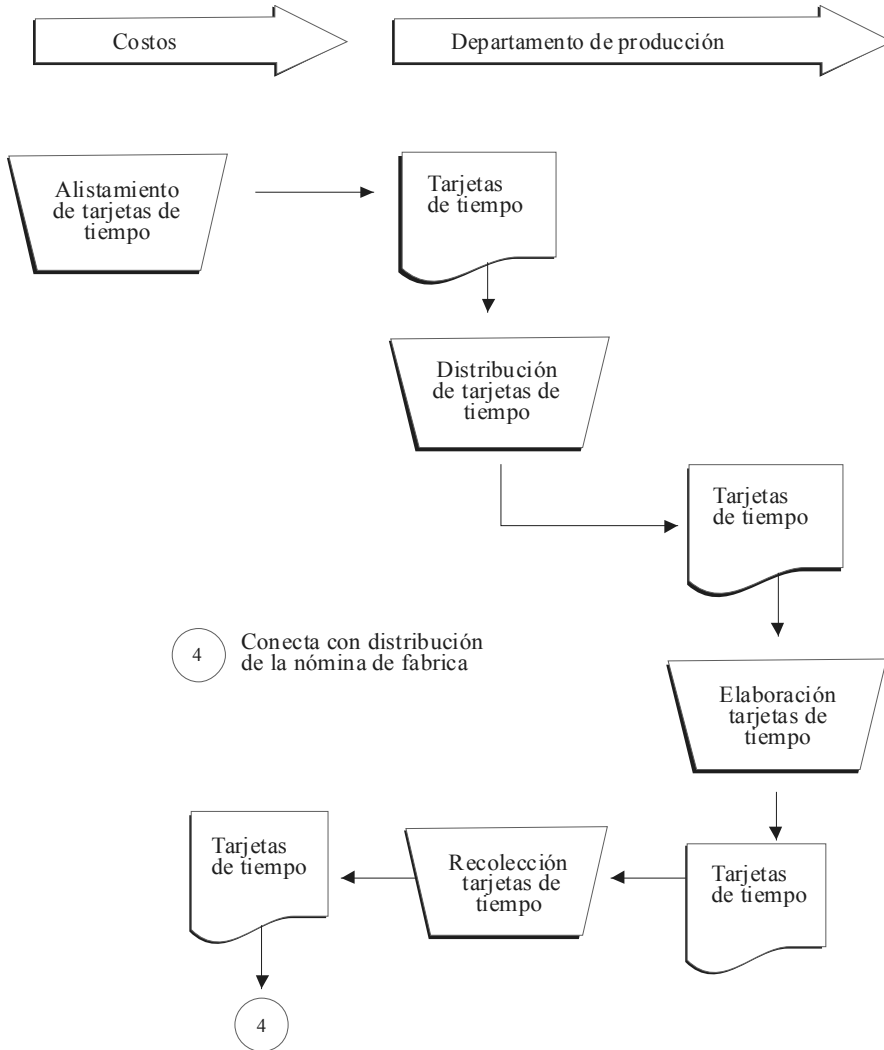 Costos
Departamento de producción
Alistamiento
de tarjetas de
tiempo
Tarjetas
de tiempo
Distribución
de tarjetas de
tiempo
Tarjetas
de tiempo
4
Conecta con distribución
de la nómina de fabrica
Elaboración
tarjetas de
tiempo
Tarjetas
de tiempo
Recolección
tarjetas de
tiempo
Tarjetas
de tiempo
4